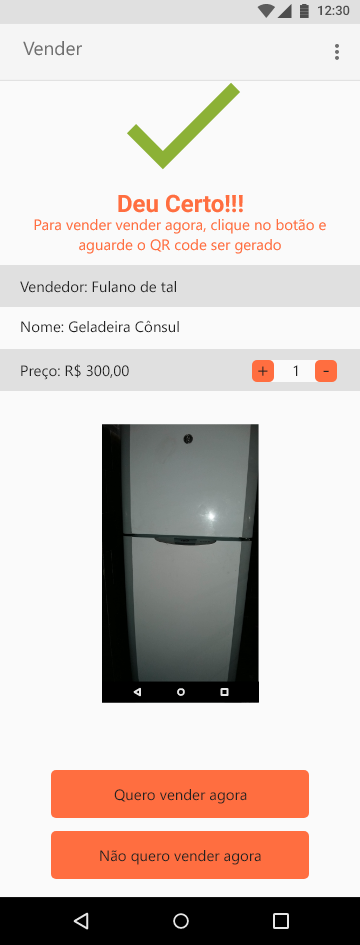 12:30
Vender
Deu Certo!!!
Para vender vender agora, clique no botão e
aguarde o QR code ser gerado
Vendedor: Fulano de tal
Nome: Geladeira Cônsul
Preço: R$ 300,00 + 1 -
Quero vender agora
Não quero vender agora